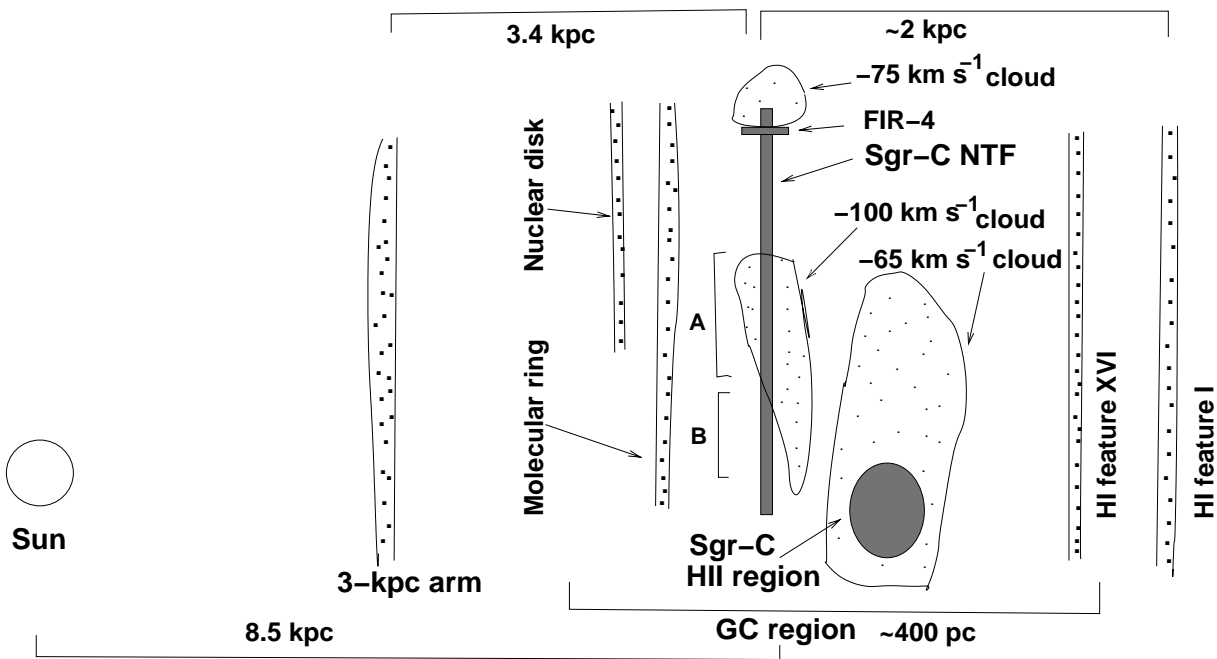 3.4 kpc
~2 kpc
−75 km s−1 cloud
FIR−4
Sgr−C NTF
−100 km s−1 cloud
−65 km s−1 cloud
Nuclear disk
Molecular ring
A
B
HI feature XVI
HI feature I
Sun
3−kpc arm
Sgr−C
HII region
8.5 kpc
GC region ~400 pc